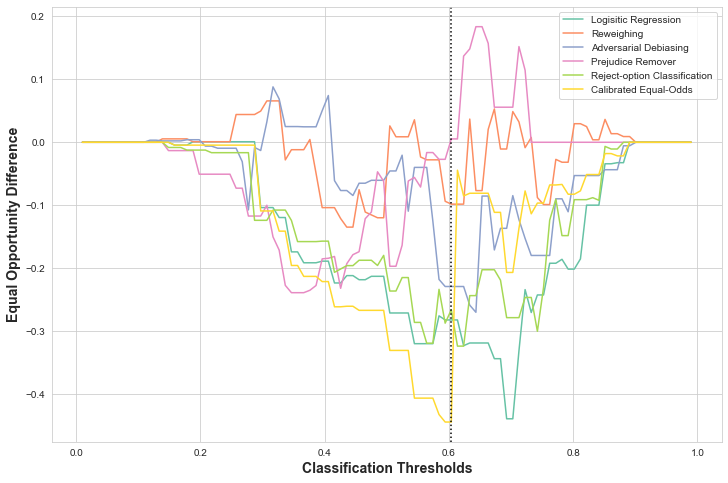 Logisitic Regression
Reweighing
Adversarial Debiasing
Prejudice Remover
Reject-option Classification
Calibrated Equal-Odds
Equal Opportunity Difference
0.2
0.1
0.0
−0.1
−0.2
−0.3
−0.4
0.0 0.2 0.4 0.6 0.8 1.0
Classification Thresholds